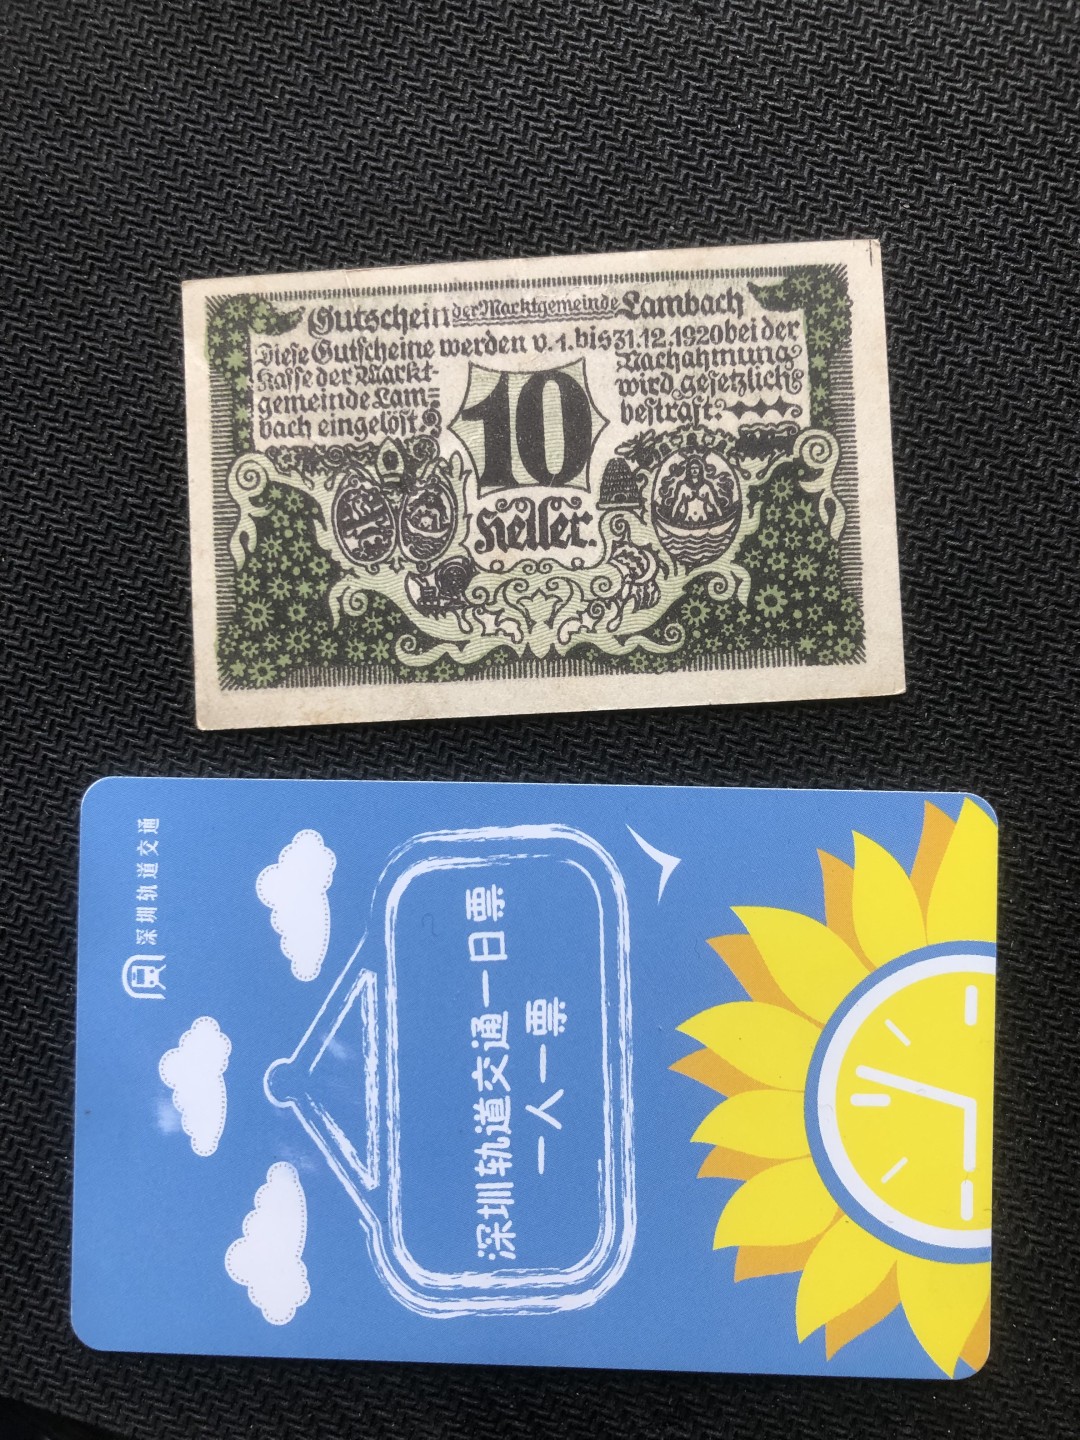 Gutschein der Marktgemeinde Lambach
Diese Gutscheine werden v. 1. bis 31.12.1920 bei der
Kasse der Markt-
gemeinde Lam=
bach eingelöst.
Nachahmung
wird gesetzlich
bestraft.
10
Heller.
深圳轨道交通
深圳轨道交通一日票
一人一票